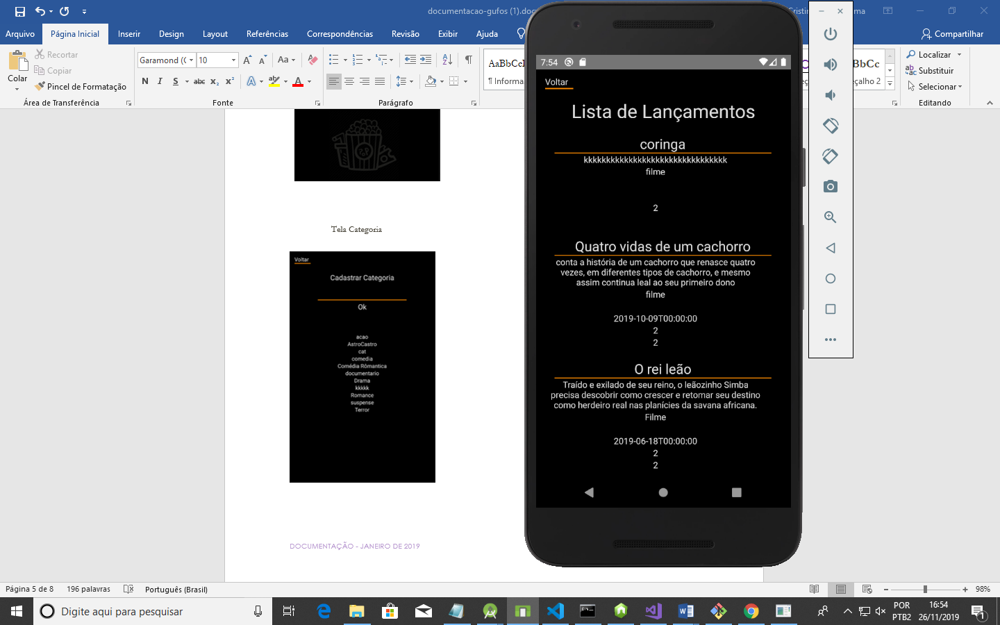 documentacao-gufos (1).doc
Cristin
ma
Arquivo
Página Inicial
Inserir
Design
Layout
Referências
Correspondências
Revisão
Exibir
Ajuda
Compartilhar
Colar
Recortar
Copiar
Pincel de Formatação
Área de Transferência
Garamond (C
10
Aa
N I S abc x₂ x²
Fonte
Parágrafo
AaBbCcI
¶ Informa
BbCc
çalho 2
Localizar
Substituir
Selecionar
Editando
Tela Categoria
Voltar
Cadastrar Categoria
Ok
acao
AstroCastro
cat
comedia
Comédia Rômantica
documentario
Drama
kkkkk
Romance
suspense
Terror
DOCUMENTAÇÃO - JANEIRO DE 2019
7:54
Voltar
Lista de Lançamentos
coringa
kkkkkkkkkkkkkkkkkkkkkkkkkkkkkkkk
filme
2
Quatro vidas de um cachorro
conta a história de um cachorro que renasce quatro
vezes, em diferentes tipos de cachorro, e mesmo
assim continua leal ao seu primeiro dono
filme
2019-10-09T00:00:00
2
2
O rei leão
Traído e exilado de seu reino, o leãozinho Simba
precisa descobrir como crescer e retomar seu destino
como herdeiro real nas planícies da savana africana.
Filme
2019-06-18T00:00:00
2
2
Página 5 de 8
196 palavras
Português (Brasil)
98%
Digite aqui para pesquisar
POR
PTB2
16:54
26/11/2019
1